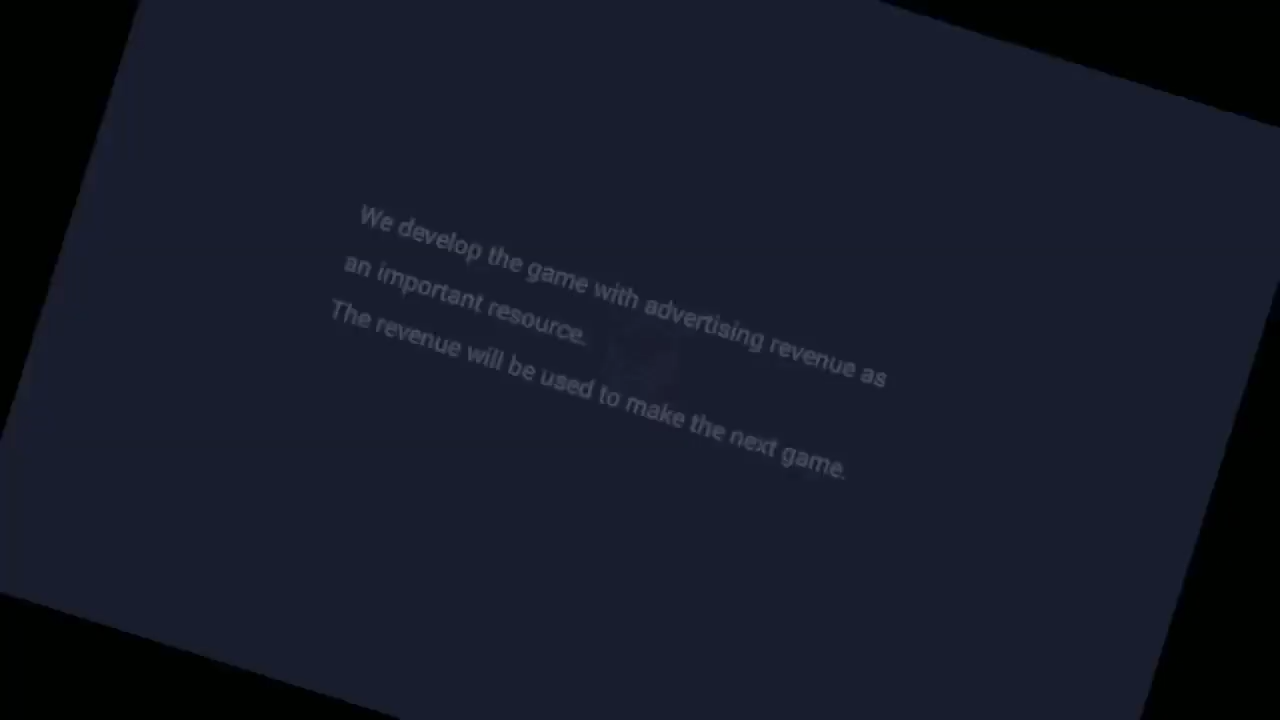 We develop the game with advertising revenue as
an important resource.
The revenue will be used to make the next game.